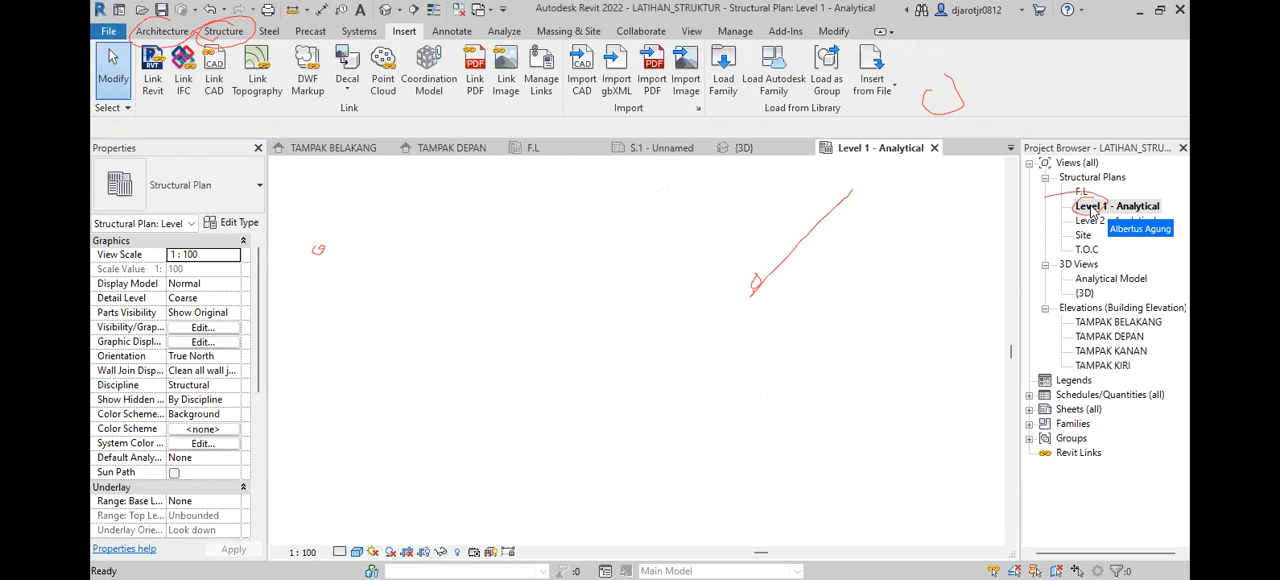 Autodesk Revit 2022 - LATIHAN_STRUKTUR - Structural Plan: Level 1 - Analytical
djarotjr0812
File Architecture Structure Steel Precast Systems Insert Annotate Analyze Massing & Site Collaborate View Manage Add-Ins Modify
Modify
Link Revit
Link IFC
Link CAD
Link Topography
DWF Markup
Decal
Point Cloud
Coordination Model
Link PDF
Link Image
Manage Links
Import CAD
Import gbXML
Import PDF
Import Image
Load Family
Load Autodesk Family
Load as Group
Insert from File
Select Link Import Load from Library
Properties
TAMPAK BELAKANG TAMPAK DEPAN F.L S.1 - Unnamed {3D} Level 1 - Analytical
Project Browser - LATIHAN_STRU...
Structural Plan
Structural Plan: Level Edit Type
Graphics
View Scale 1 : 100
Scale Value 1: 100
Display Model Normal
Detail Level Coarse
Parts Visibility Show Original
Visibility/Grap... Edit...
Graphic Displ... Edit...
Orientation True North
Wall Join Disp... Clean all wall j...
Discipline Structural
Show Hidden ... By Discipline
Color Scheme... Background
Color Scheme <none>
System Color ... Edit...
Default Analy... None
Sun Path
Underlay
Range: Base L... None
Range: Top Le... Unbounded
Underlay Orie... Look down
Properties help Apply
Views (all)
Structural Plans
F.L
Level 1 - Analytical
Level 2 - Analytical
Albertus Agung
Site
T.O.C
3D Views
Analytical Model
{3D}
Elevations (Building Elevation)
TAMPAK BELAKANG
TAMPAK DEPAN
TAMPAK KANAN
TAMPAK KIRI
Legends
Schedules/Quantities (all)
Sheets (all)
Families
Groups
Revit Links
1 : 100
Ready :0 Main Model :0